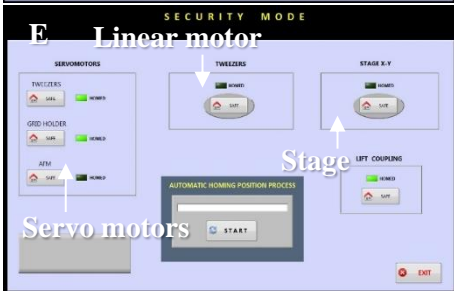 SECURITY MODE
E
Linear motor
SERVOMOTORS
TWEEZERS
STAGE X-Y
TWEEZERS
SAFE
HOMED
HOMED
SAFE
HOMED
SAFE
GRID HOLDER
SAFE
HOMED
AFM
SAFE
HOMED
Stage
LIFT COUPLING
HOMED
SAFE
AUTOMATIC HOMING POSITION PROCESS
START
Servo motors
EXIT